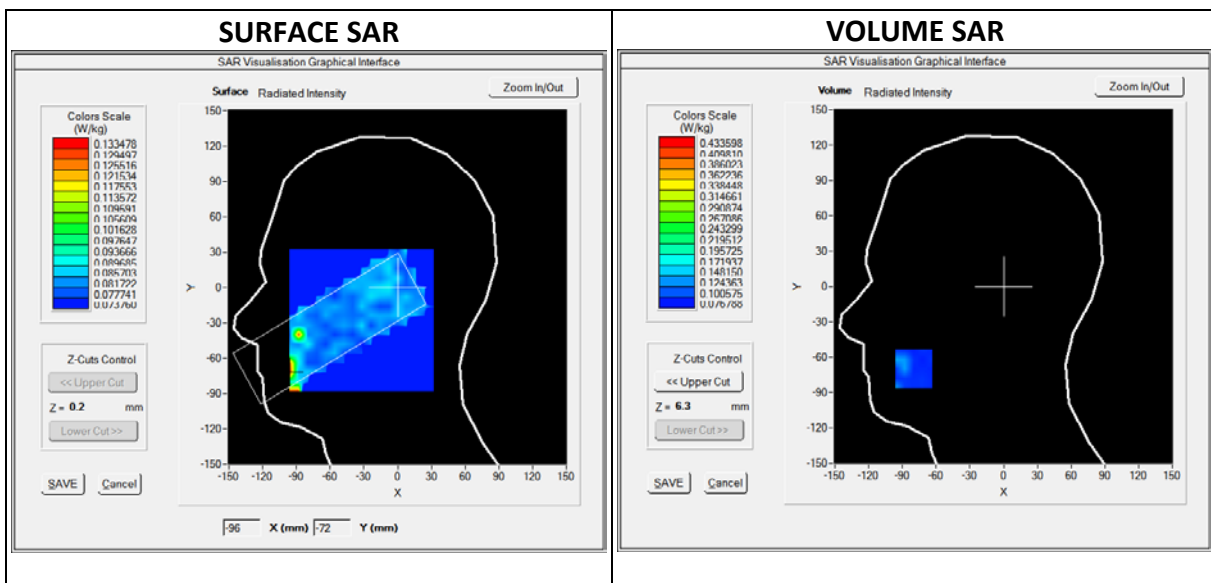 SURFACE SAR
SAR Visualisation Graphical Interface
Surface Radiated Intensity
Zoom In/Out
Colors Scale
(W/kg)
0.133478
0.129497
0.125516
0.121534
0.117553
0.113572
0.109591
0.105609
0.101628
0.097647
0.093666
0.089685
0.085703
0.081722
0.077741
0.073760
Z-Cuts Control
<< Upper Cut
Z = 0.2 mm
Lower Cut >>
SAVE Cancel
150
120
90
60
30
0
-30
-60
-90
-120
-150
Y
-150 -120 -90 -60 -30 0 30 60 90 120 150
X
-96 X (mm) -72 Y (mm)
VOLUME SAR
SAR Visualisation Graphical Interface
Volume Radiated Intensity
Zoom In/Out
Colors Scale
(W/kg)
0.433598
0.409810
0.386023
0.362236
0.338448
0.314661
0.290874
0.267086
0.243299
0.219512
0.195725
0.171937
0.148150
0.124363
0.100575
0.076788
Z-Cuts Control
<< Upper Cut
Z = 6.3 mm
Lower Cut >>
SAVE Cancel
150
120
90
60
30
0
-30
-60
-90
-120
-150
Y
-150 -120 -90 -60 -30 0 30 60 90 120 150
X